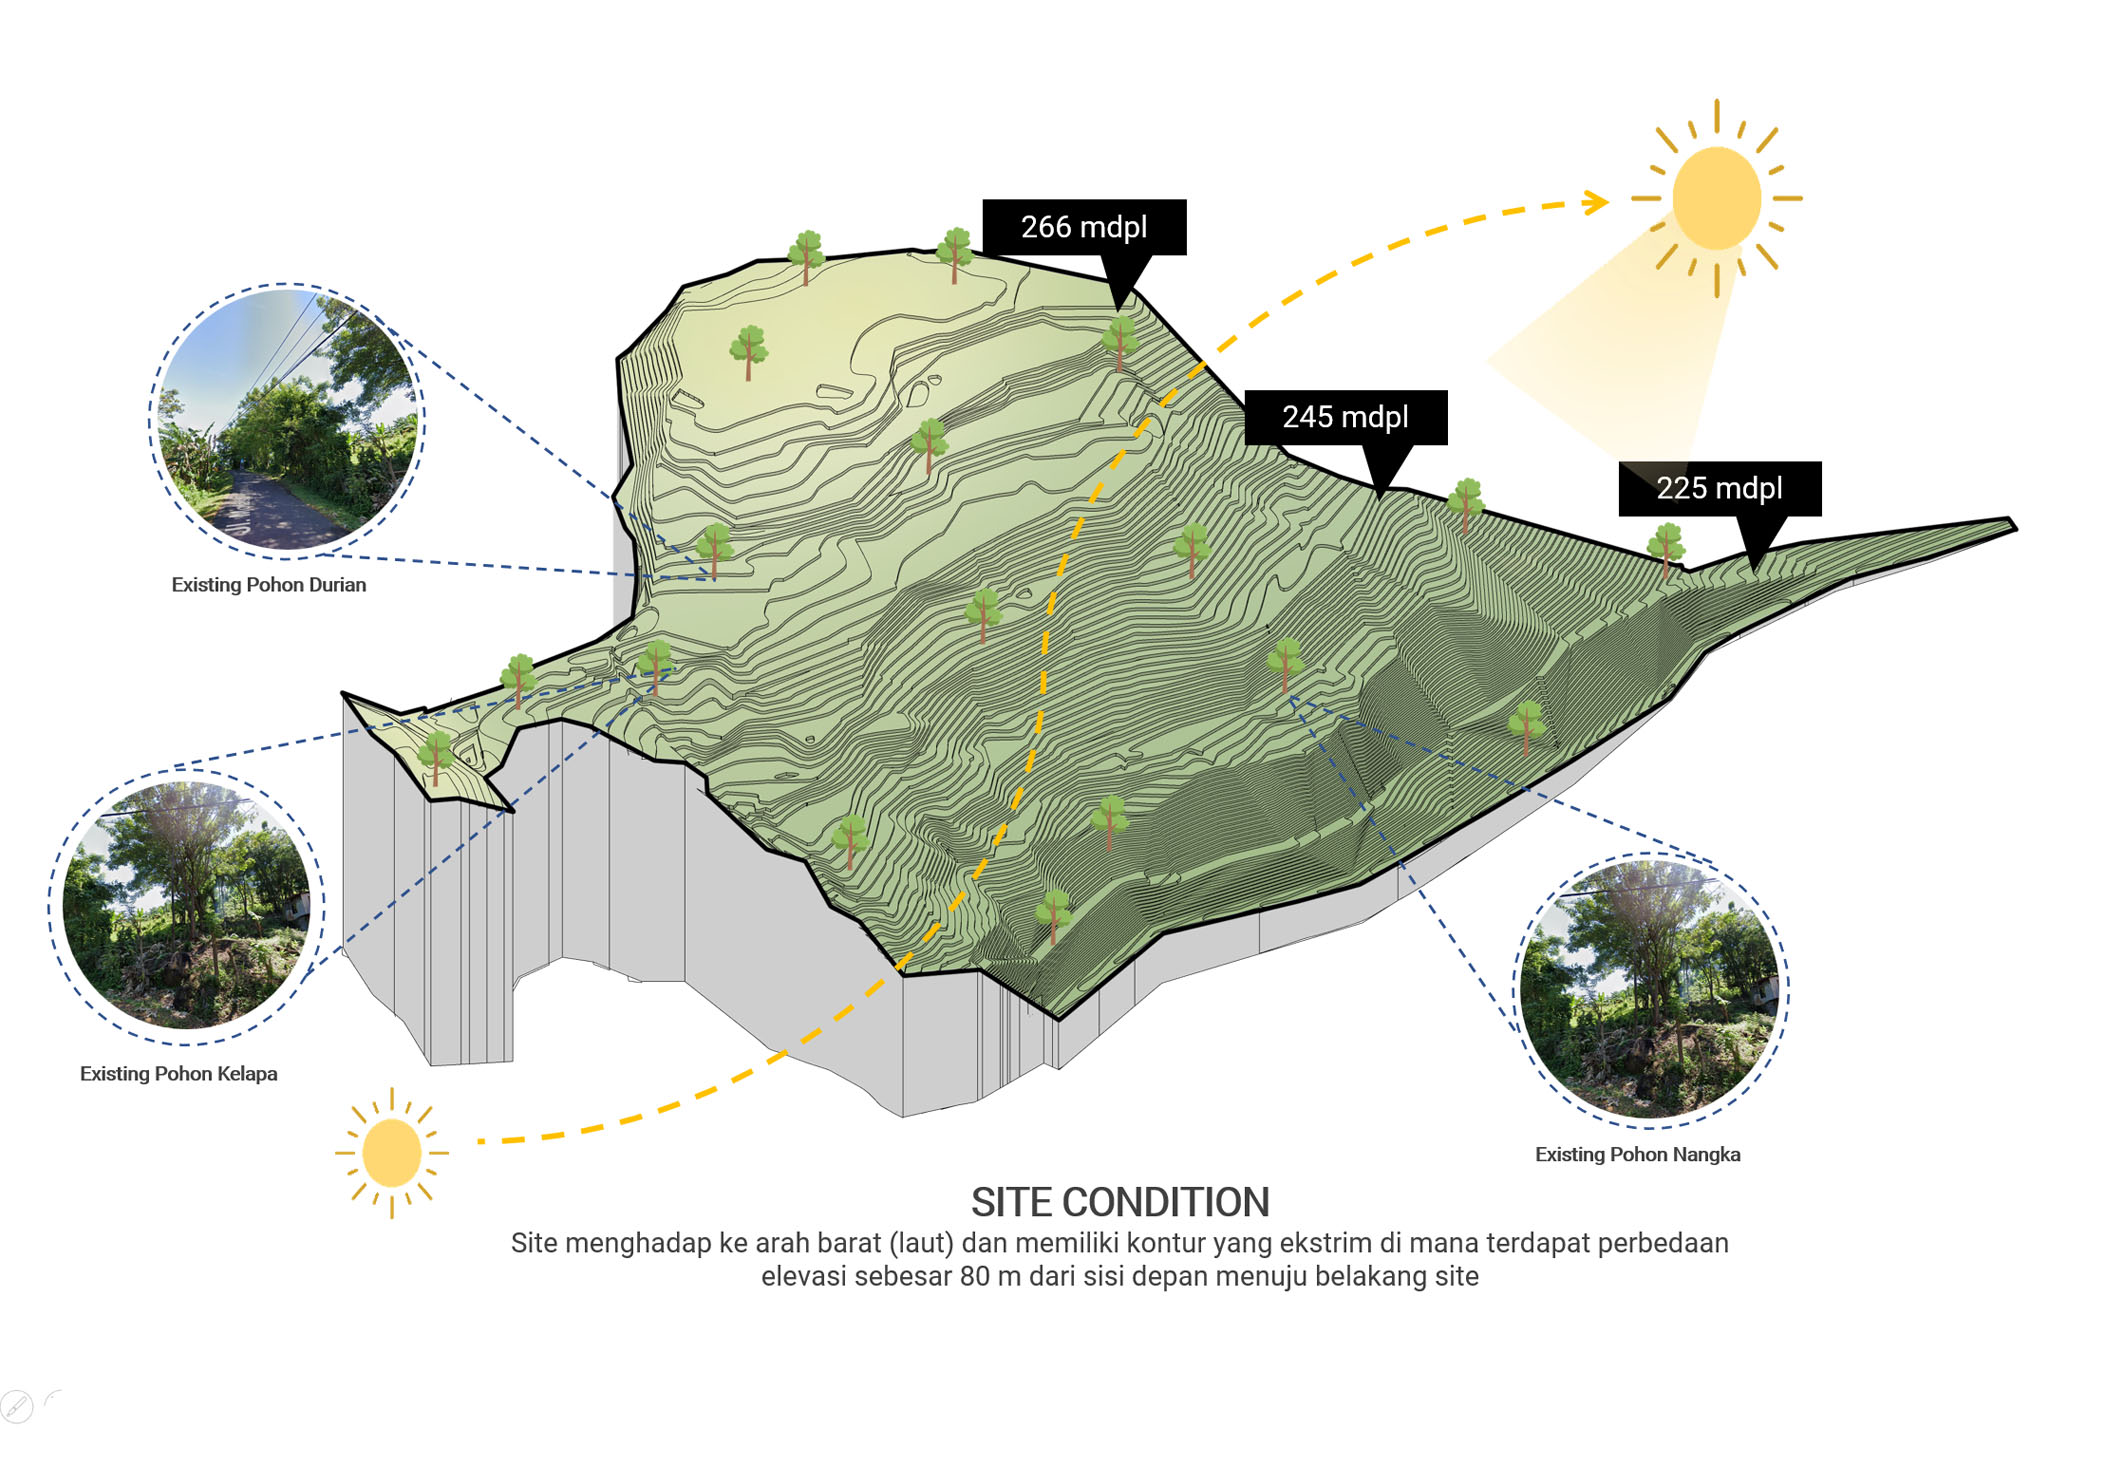 266 mdpl
245 mdpl
225 mdpl
Existing Pohon Durian
Existing Pohon Kelapa
Existing Pohon Nangka
SITE CONDITION
Site menghadap ke arah barat (laut) dan memiliki kontur yang ekstrim di mana terdapat perbedaan
elevasi sebesar 80 m dari sisi depan menuju belakang site